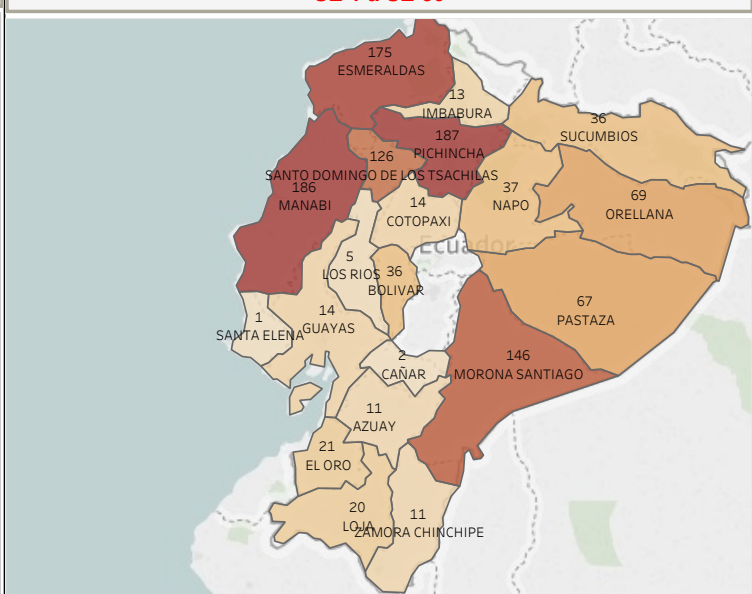 175
ESMERALDAS
13
IMBABURA
36
SUCUMBIOS
187
PICHINCHA
126
SANTO DOMINGO DE LOS TSACHILAS
186
MANABI
37
NAPO
69
ORELLANA
14
COTOPAXI
Ecuador
5
LOS RIOS
36
BOLIVAR
1
SANTA ELENA
14
GUAYAS
67
PASTAZA
2
CAÑAR
146
MORONA SANTIAGO
11
AZUAY
21
EL ORO
20
LOJA
11
ZAMORA CHINCHIPE